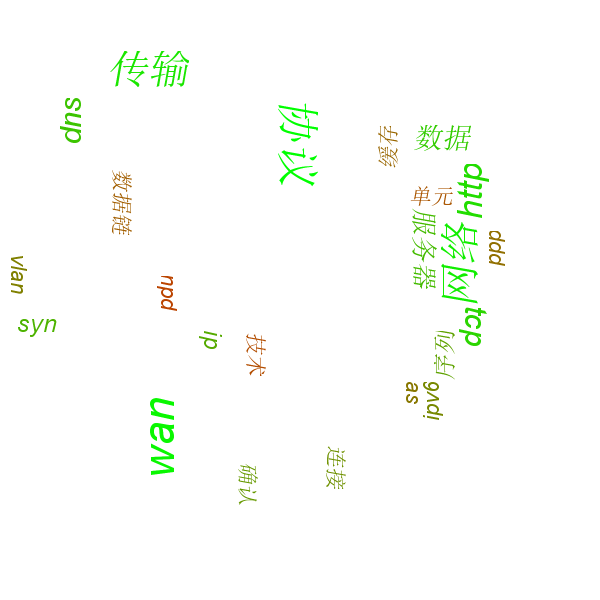 传输
dns
协议
缓存
数据
http
数据链
单元
服务器
网络
ppp
vlan
udp
syn
ip
技术
tcp
序列
as
ipv6
wan
连接
确认